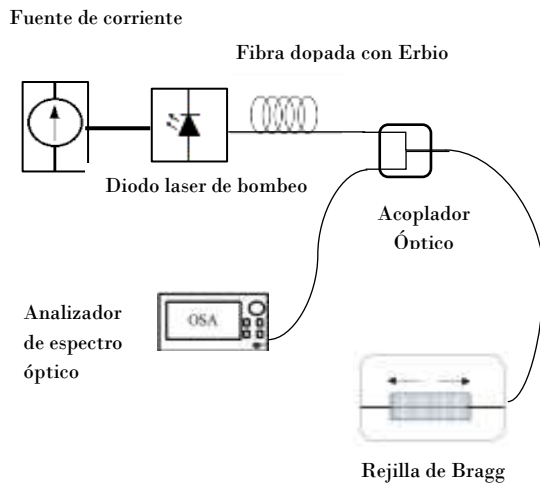 Fuente de corriente
Fibra dopada con Erbio
Diodo laser de bombeo
Acoplador
Óptico
Analizador
de espectro
óptico
OSA
Rejilla de Bragg